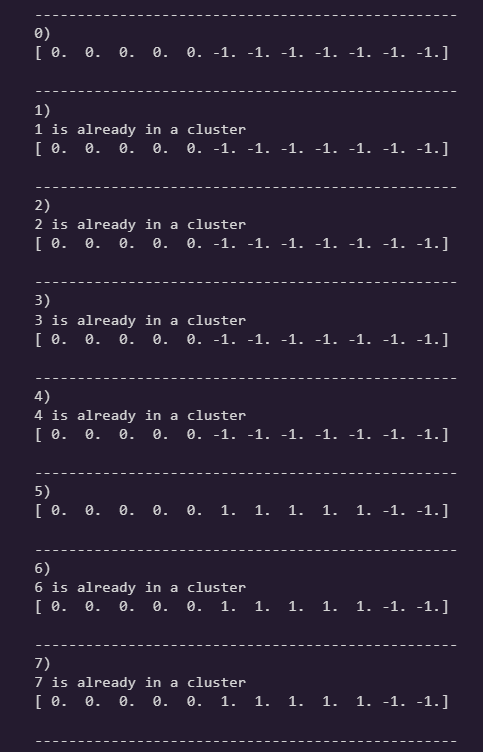 --------------------------------------------------
0)
[ 0.  0.  0.  0.  0. -1. -1. -1. -1. -1. -1. -1.]
--------------------------------------------------
1)
1 is already in a cluster
[ 0.  0.  0.  0.  0. -1. -1. -1. -1. -1. -1. -1.]
--------------------------------------------------
2)
2 is already in a cluster
[ 0.  0.  0.  0.  0. -1. -1. -1. -1. -1. -1. -1.]
--------------------------------------------------
3)
3 is already in a cluster
[ 0.  0.  0.  0.  0. -1. -1. -1. -1. -1. -1. -1.]
--------------------------------------------------
4)
4 is already in a cluster
[ 0.  0.  0.  0.  0. -1. -1. -1. -1. -1. -1. -1.]
--------------------------------------------------
5)
[ 0.  0.  0.  0.  0.  1.  1.  1.  1.  1. -1. -1.]
--------------------------------------------------
6)
6 is already in a cluster
[ 0.  0.  0.  0.  0.  1.  1.  1.  1.  1. -1. -1.]
--------------------------------------------------
7)
7 is already in a cluster
[ 0.  0.  0.  0.  0.  1.  1.  1.  1.  1. -1. -1.]
--------------------------------------------------